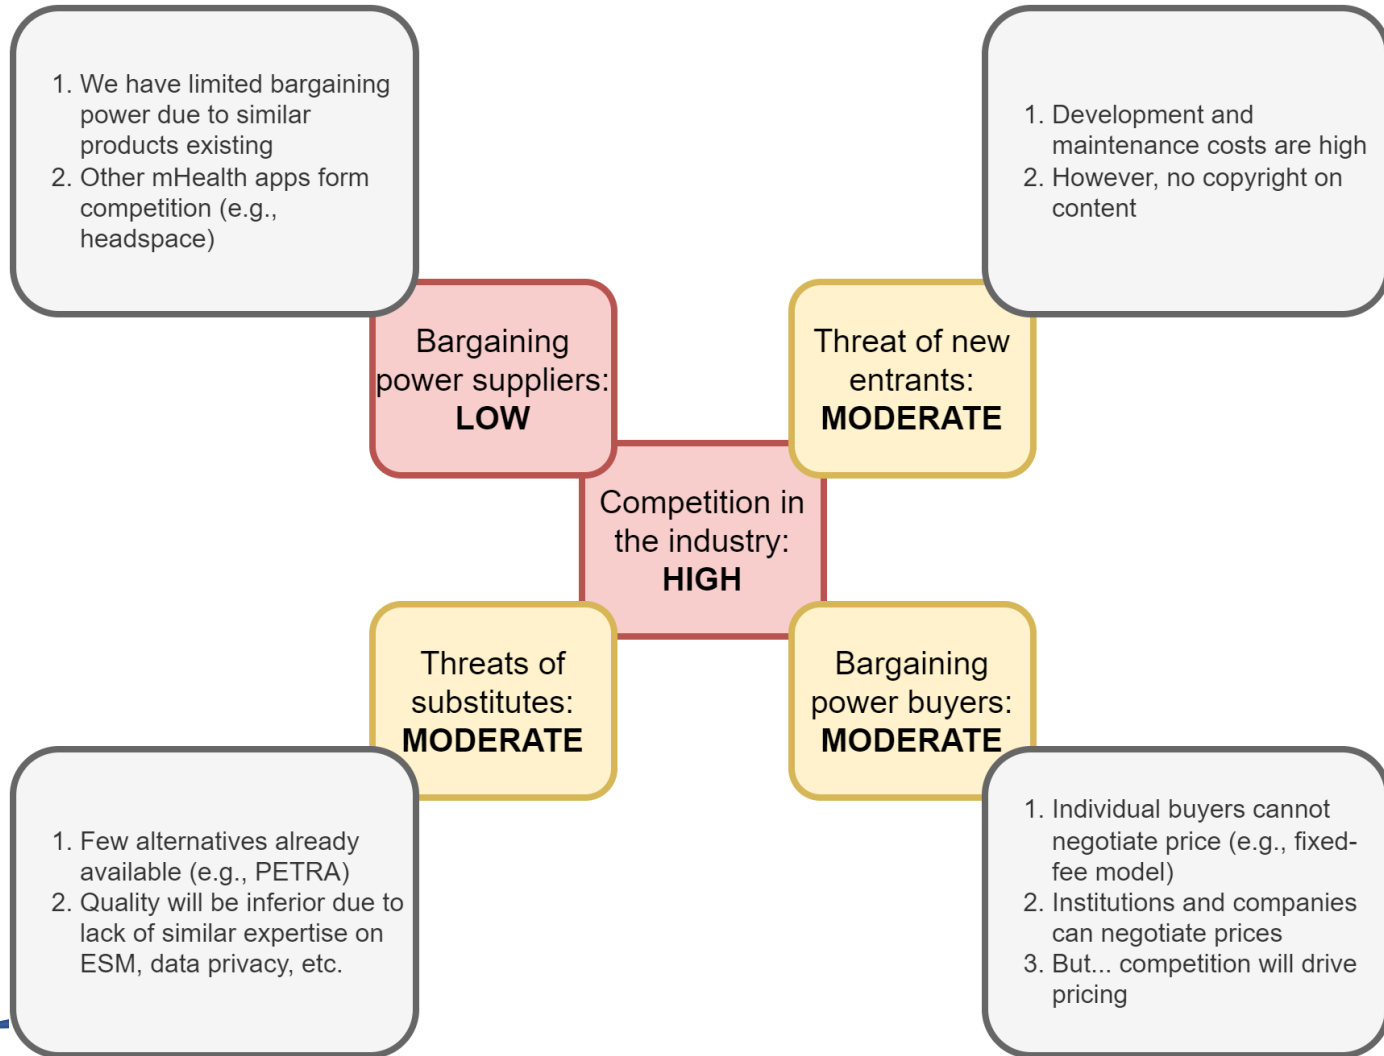 1. We have limited bargaining
power due to similar
products existing
2. Other mHealth apps form
competition (e.g.,
headspace)
1. Development and
maintenance costs are high
2. However, no copyright on
content
Bargaining
power suppliers:
LOW
Threat of new
entrants:
MODERATE
Competition in
the industry:
HIGH
Threats of
substitutes:
MODERATE
Bargaining
power buyers:
MODERATE
1. Few alternatives already
available (e.g., PETRA)
2. Quality will be inferior due to
lack of similar expertise on
ESM, data privacy, etc.
1. Individual buyers cannot
negotiate price (e.g., fixed-
fee model)
2. Institutions and companies
can negotiate prices
3. But... competition will drive
pricing